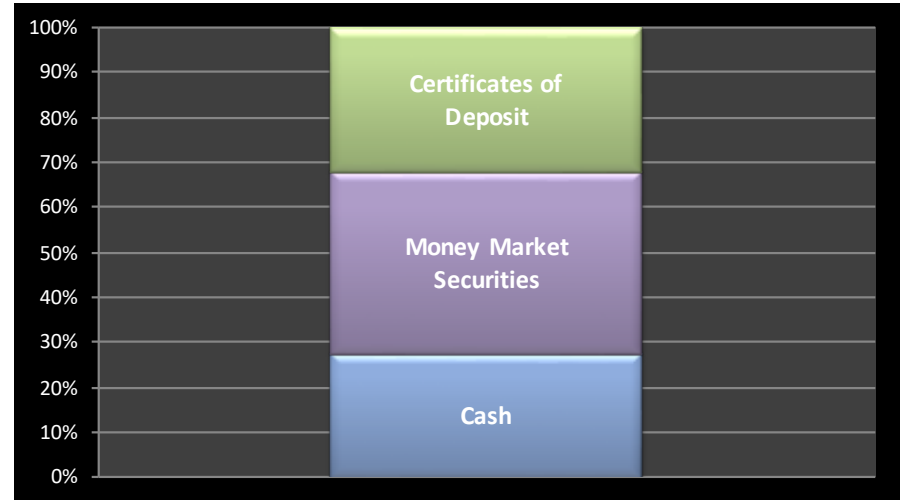 100%
90%
80%
70%
60%
50%
40%
30%
20%
10%
0%
Certificates of
Deposit
Money Market
Securities
Cash